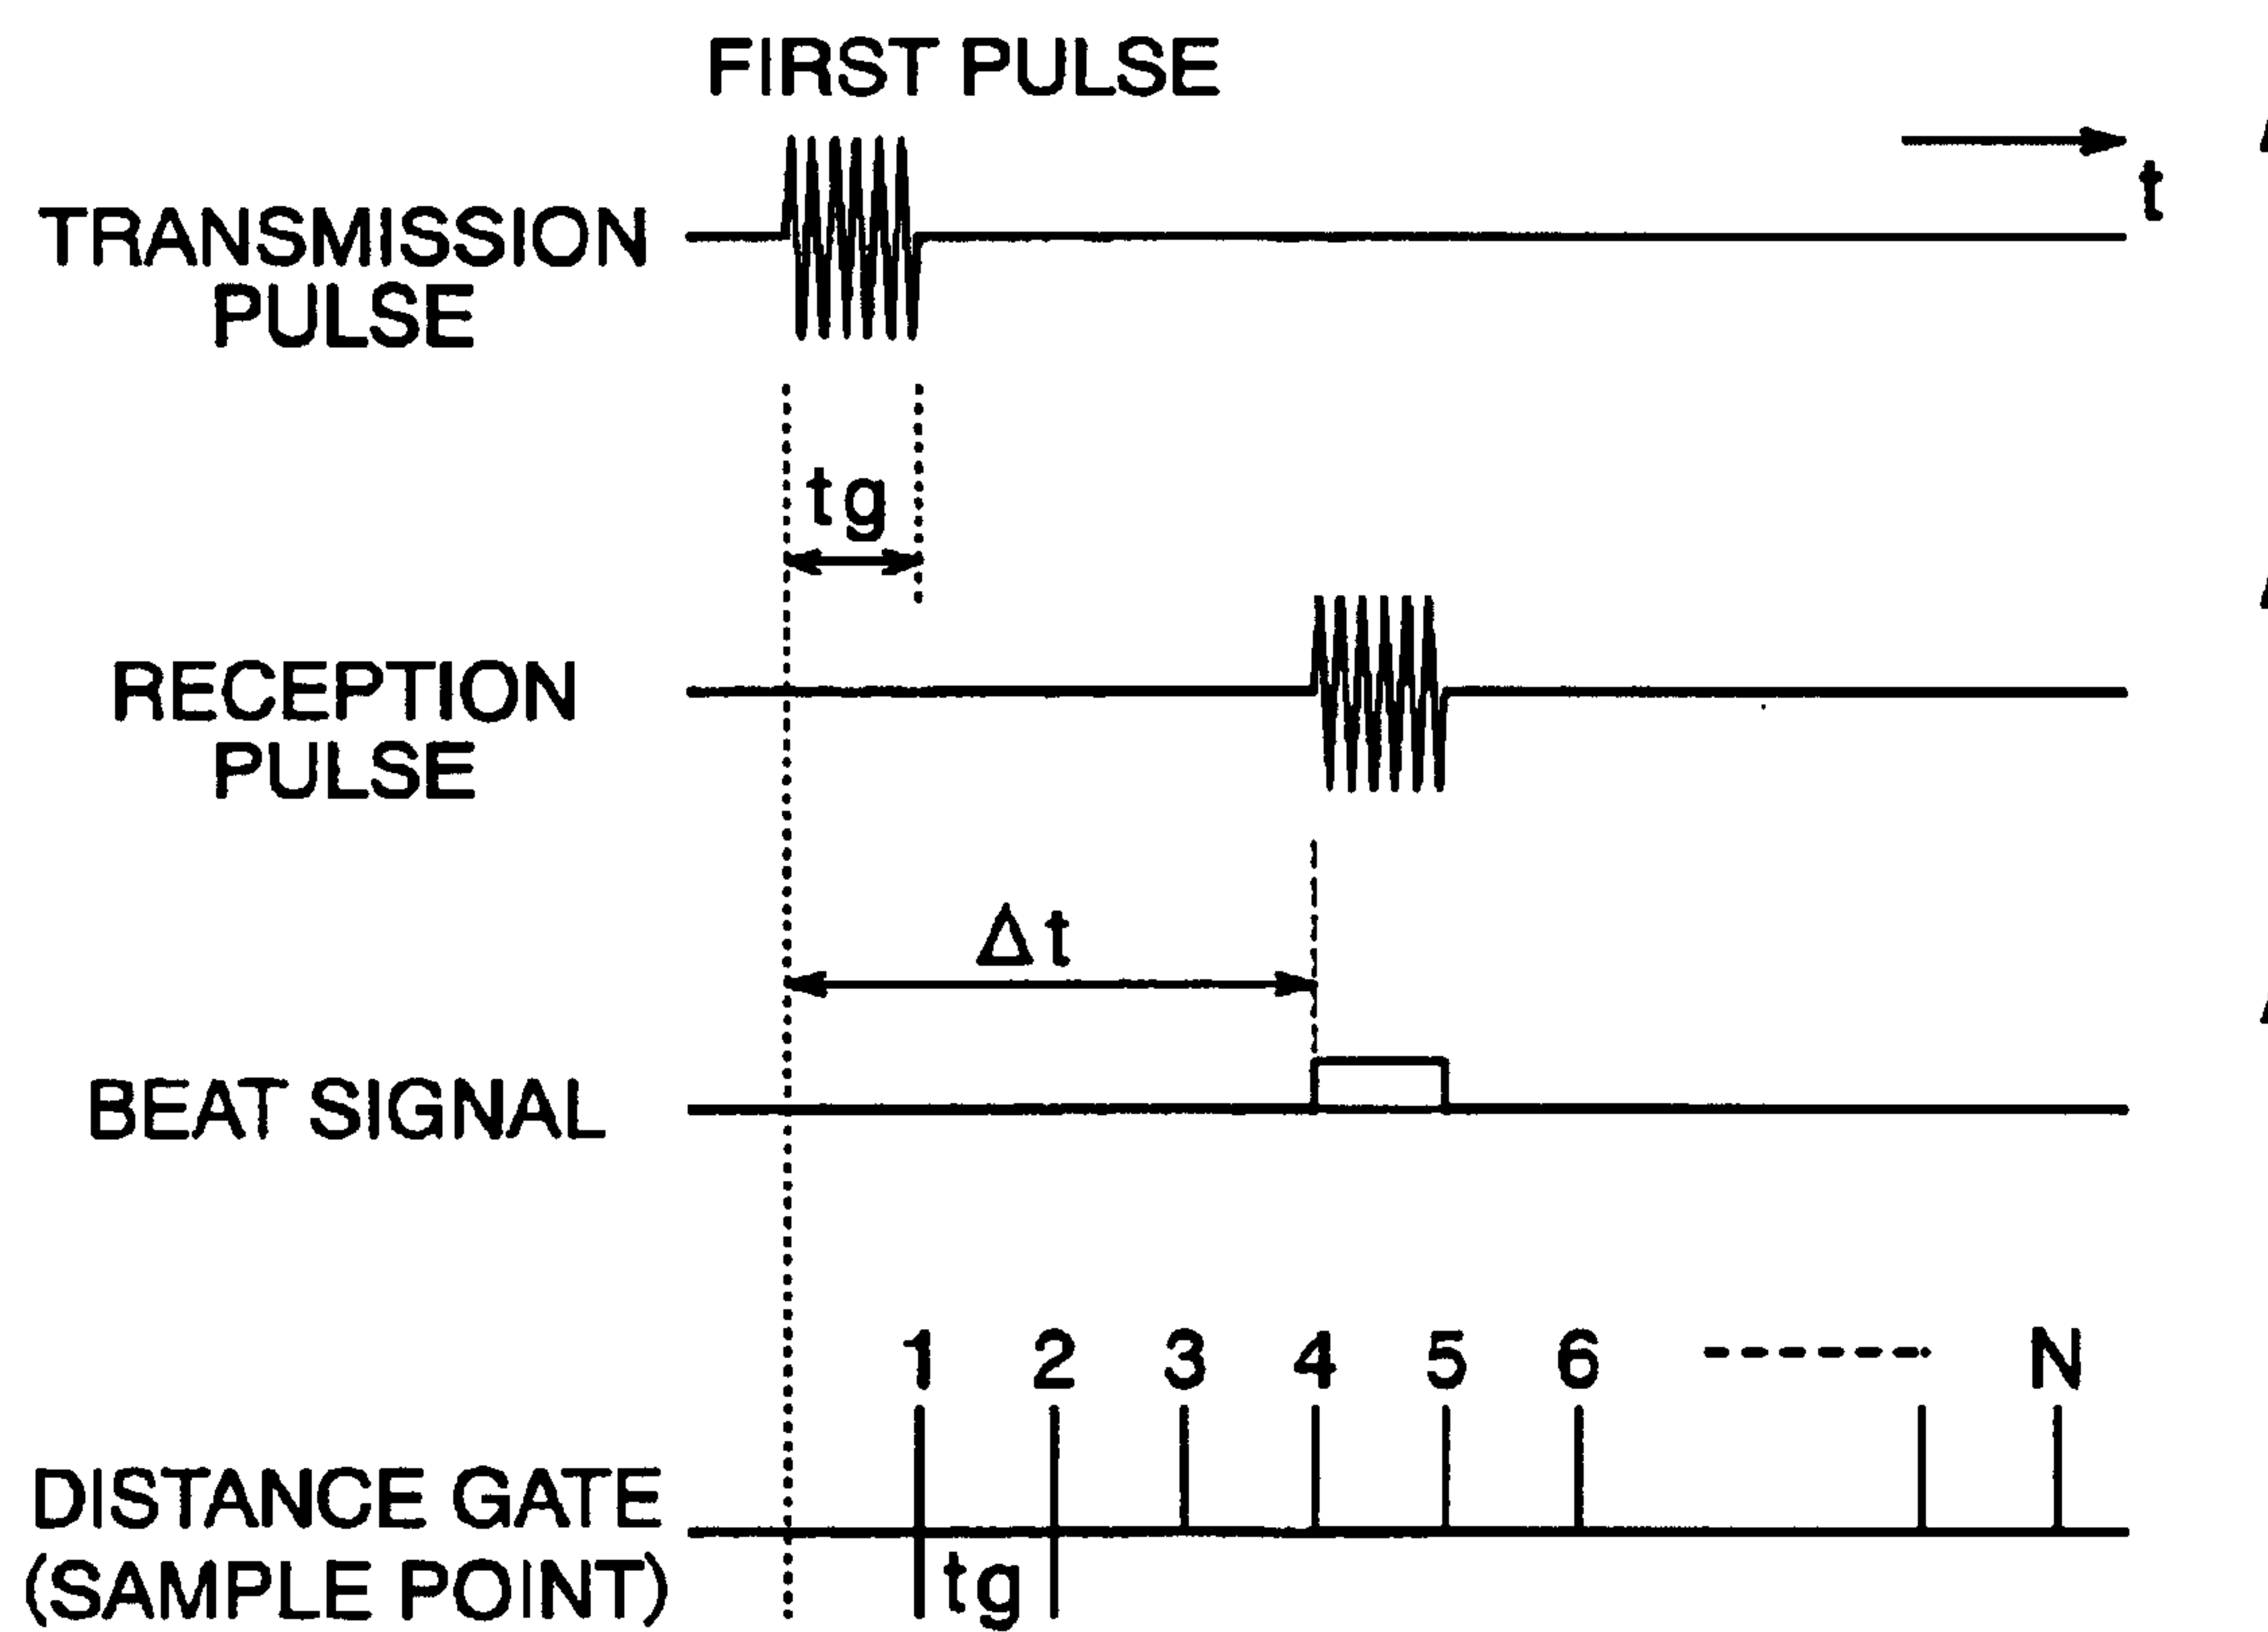 FIRST PULSE
t
TRANSMISSION
PULSE
tg
RECEPTION
PULSE
Δt
BEAT SIGNAL
1 2 3 4 5 6 ------- N
DISTANCE GATE
(SAMPLE POINT)
tg